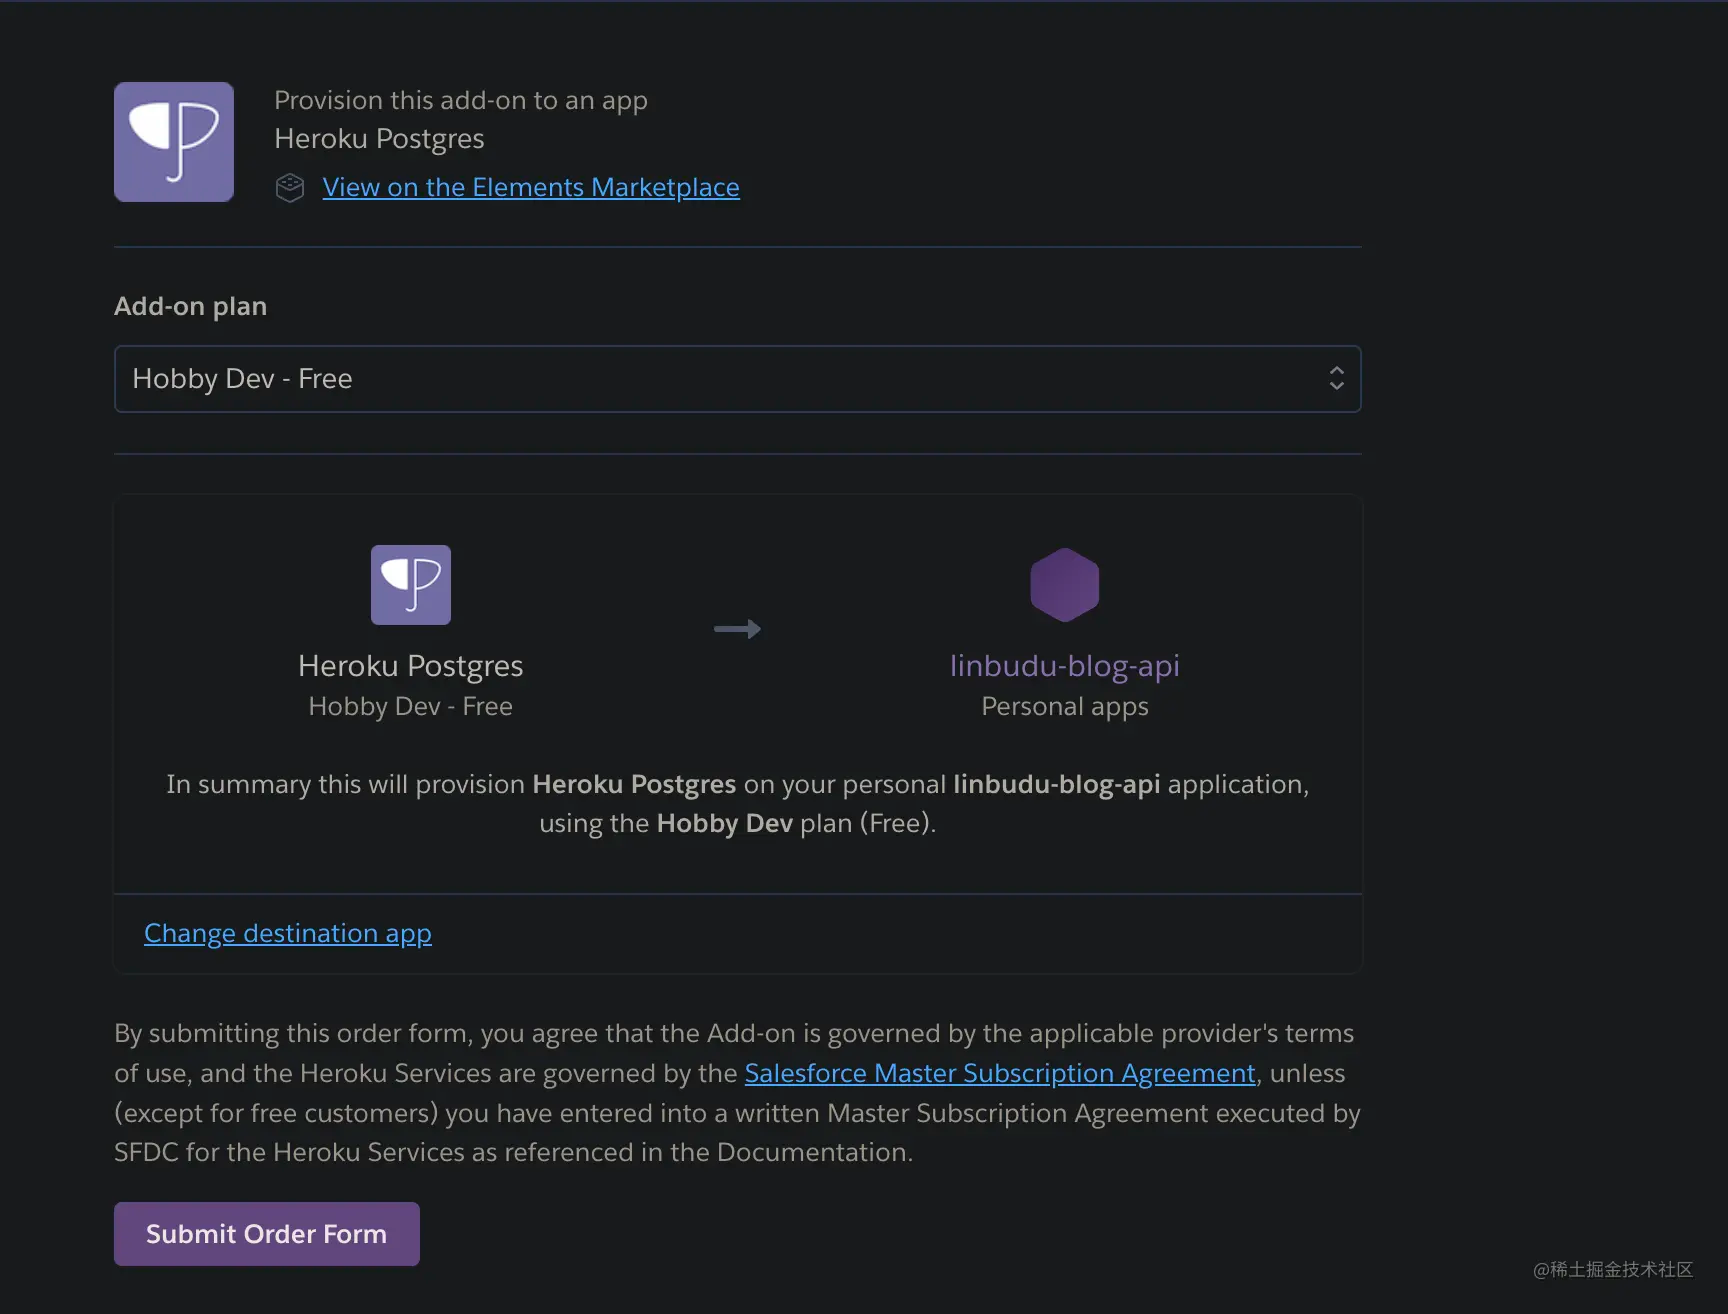 Provision this add-on to an app
Heroku Postgres
View on the Elements Marketplace
Add-on plan
Hobby Dev - Free
Heroku Postgres
Hobby Dev - Free
linbudu-blog-api
Personal apps
In summary this will provision Heroku Postgres on your personal linbudu-blog-api application,
using the Hobby Dev plan (Free).
Change destination app
By submitting this order form, you agree that the Add-on is governed by the applicable provider's terms
of use, and the Heroku Services are governed by the Salesforce Master Subscription Agreement, unless
(except for free customers) you have entered into a written Master Subscription Agreement executed by
SFDC for the Heroku Services as referenced in the Documentation.
Submit Order Form
@稀土掘金技术社区